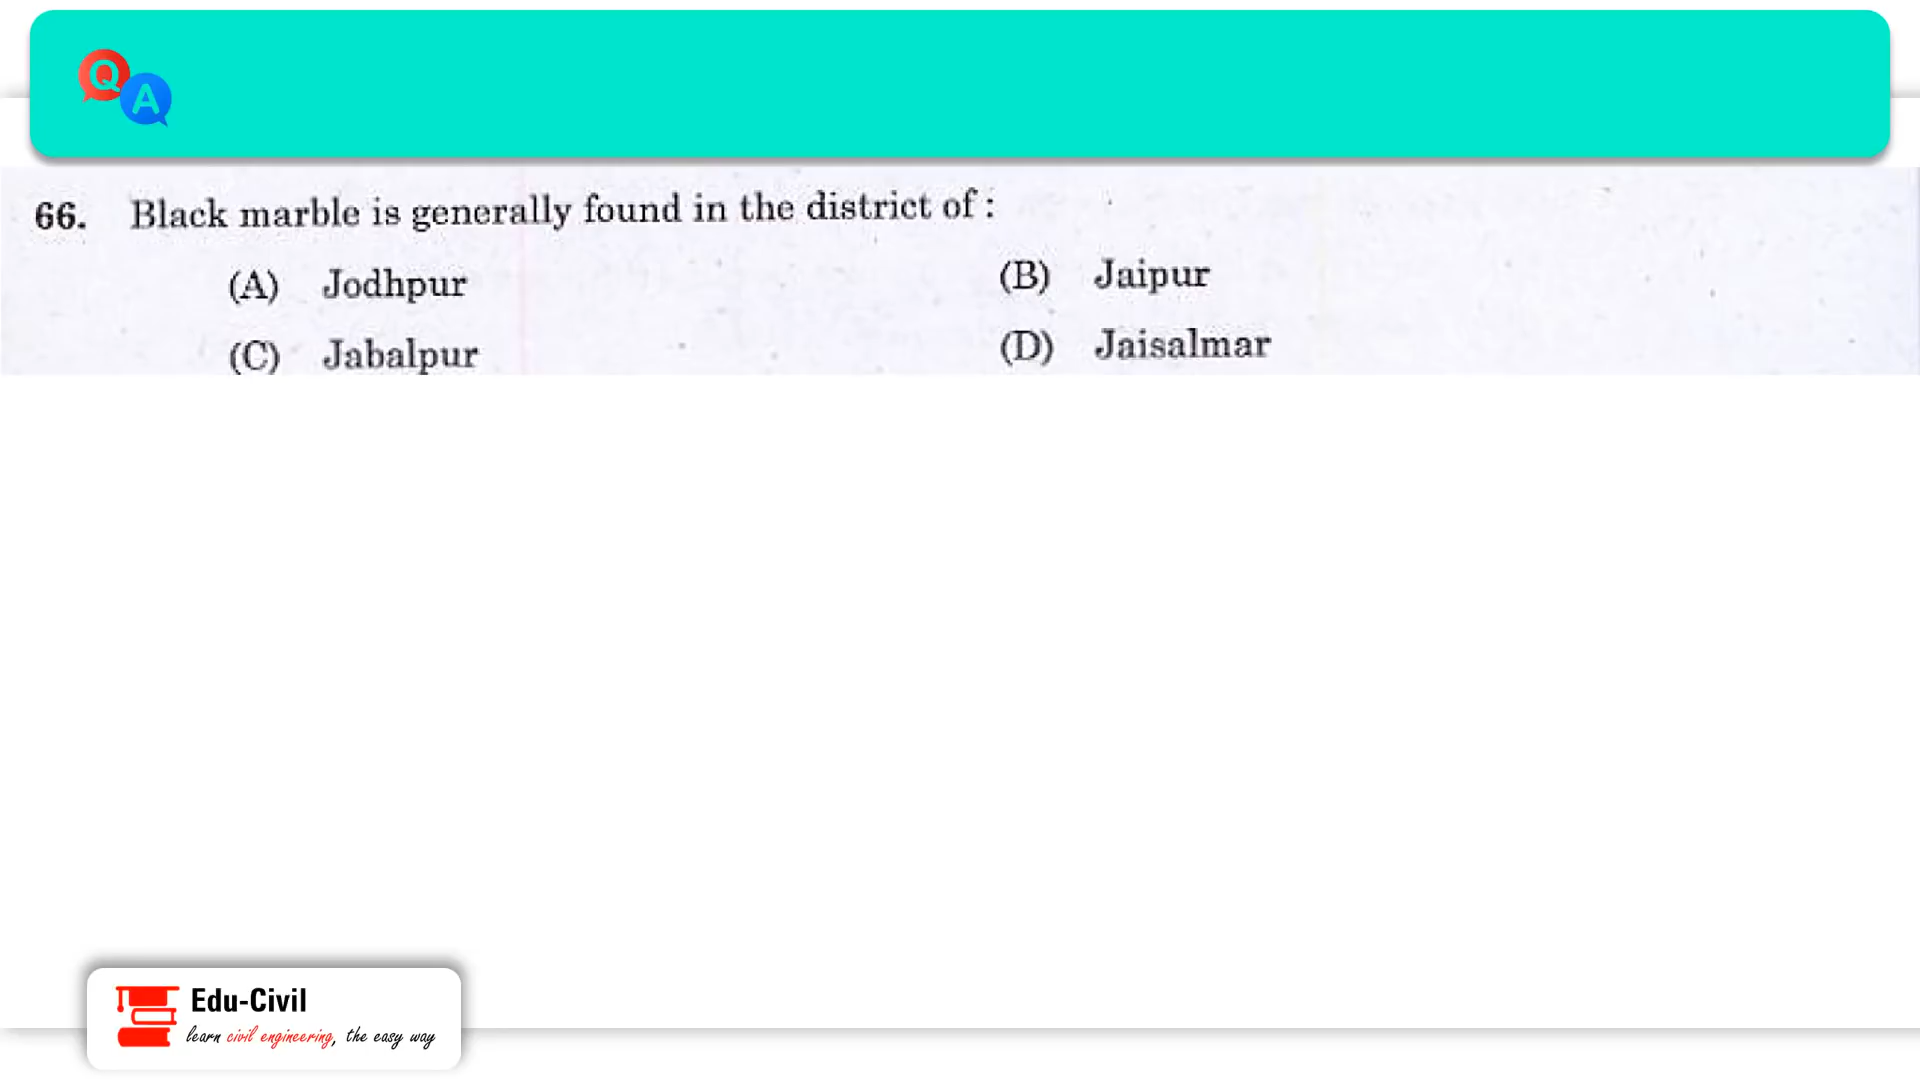 Q
A
66. Black marble is generally found in the district of :
(A) Jodhpur (B) Jaipur
(C) Jabalpur (D) Jaisalmar
Edu-Civil
learn civil engineering, the easy way